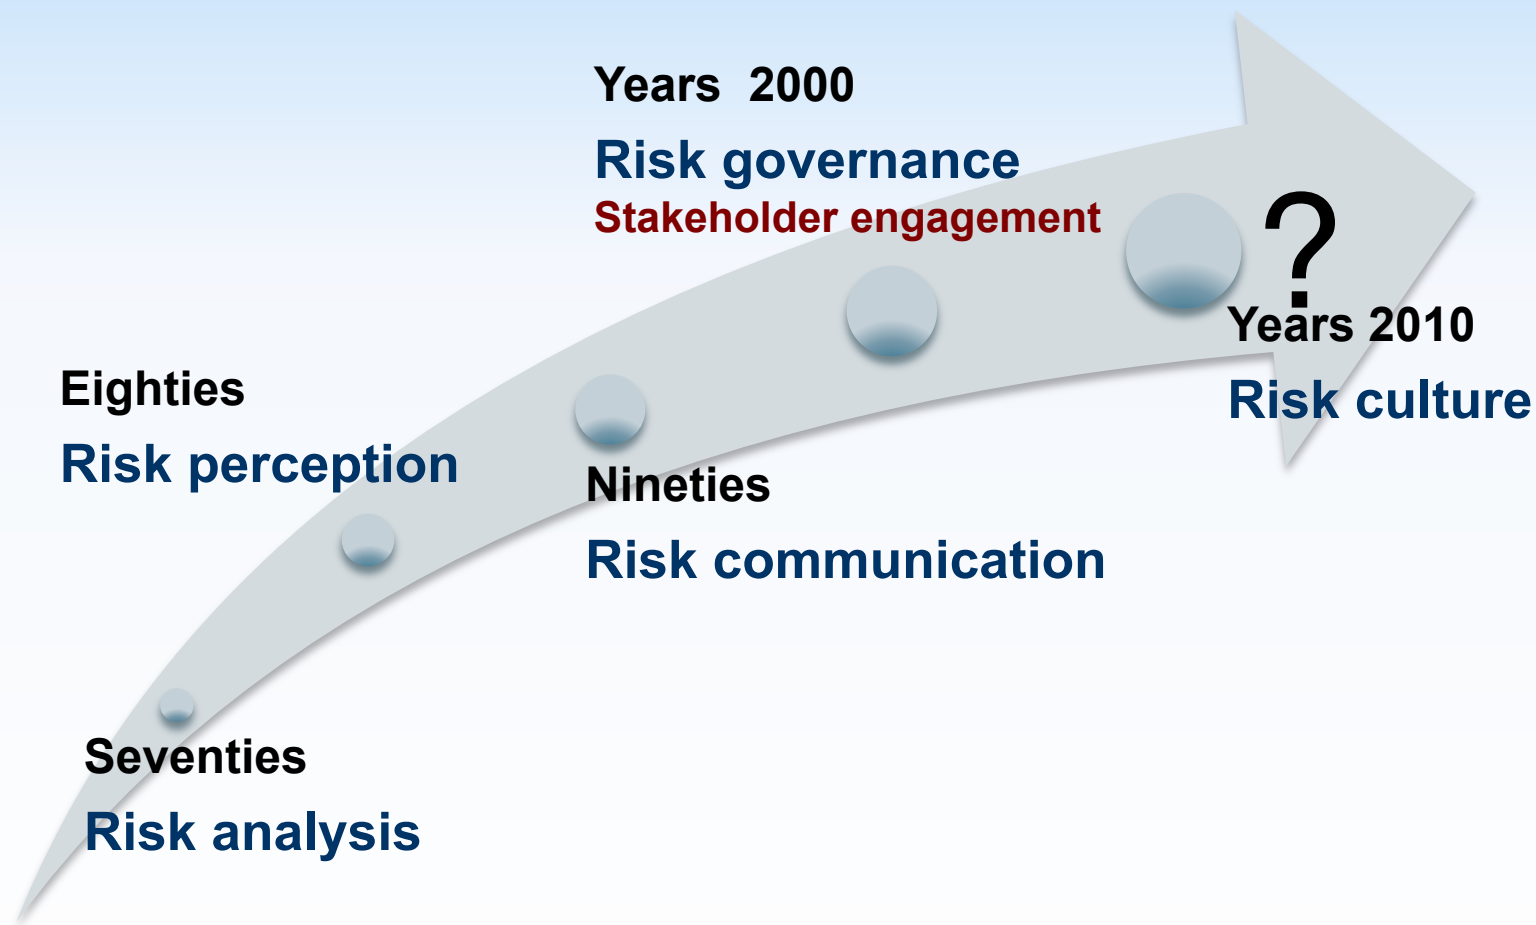 Years 2000
Risk governance
Stakeholder engagement
?
Years 2010
Risk culture
Eighties
Risk perception
Nineties
Risk communication
Seventies
Risk analysis